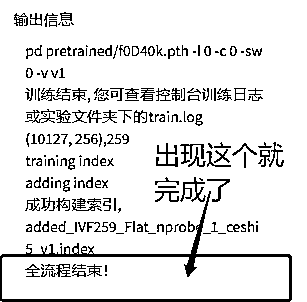 输出信息
pd pretrained/f0D40k.pth -l 0 -c 0 -sw
0 -v v1
训练结束, 您可查看控制台训练日志
或实验文件夹下的train.log
(10127, 256),259
training index
adding index
成功构建索引,
added_IVF259_Flat_nprobe_1_ceshi
5_v1.index
全流程结束!
出现这个就
完成了